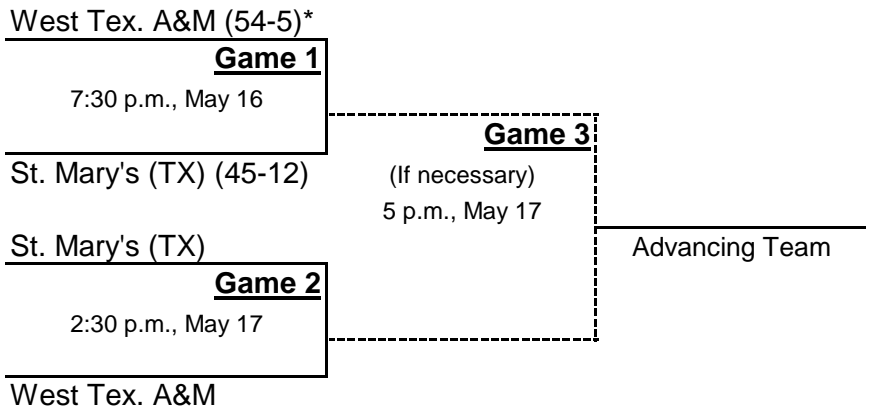 West Tex. A&M (54-5)*
Game 1
7:30 p.m., May 16
Game 3
St. Mary's (TX) (45-12)
(If necessary)
5 p.m., May 17
St. Mary's (TX)
Advancing Team
Game 2
2:30 p.m., May 17
West Tex. A&M